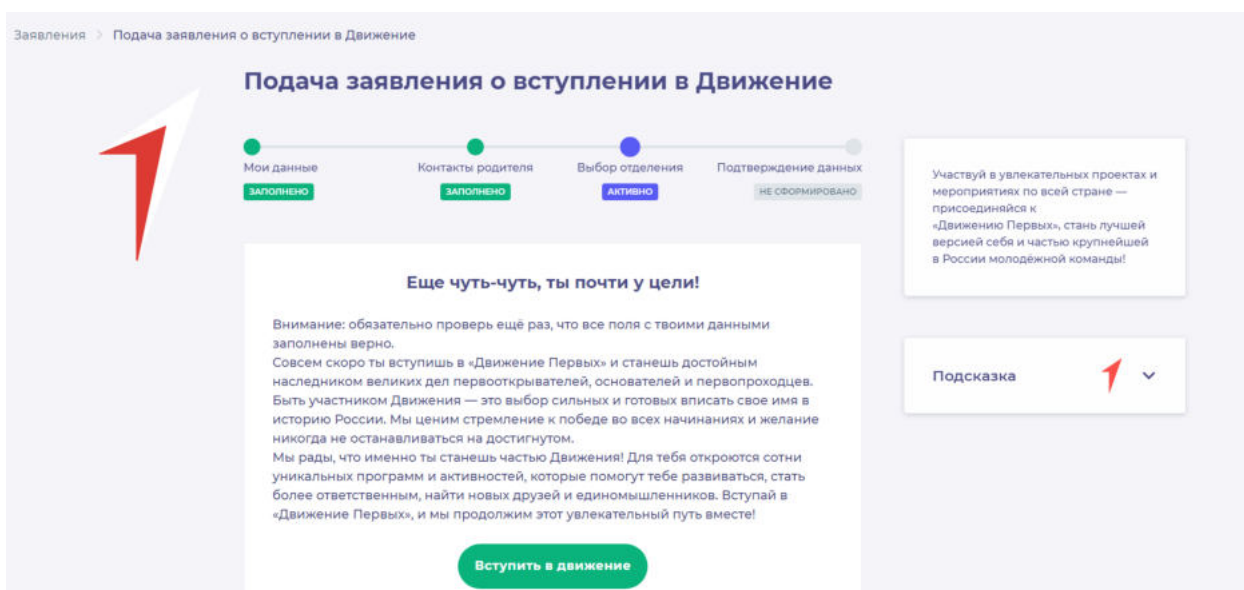 Заявления > Подача заявления о вступлении в Движение
Подача заявления о вступлении в Движение
Мои данные
ЗАПОЛНЕНО
Контакты родителя
ЗАПОЛНЕНО
Выбор отделения
АКТИВНО
Подтверждение данных
НЕ СФОРМИРОВАНО
Еще чуть-чуть, ты почти у цели!
Внимание: обязательно проверь ещё раз, что все поля с твоими данными
заполнены верно.
Совсем скоро ты вступишь в «Движение Первых» и станешь достойным
наследником великих дел первооткрывателей, основателей и первопроходцев.
Быть участником Движения — это выбор сильных и готовых вписать свое имя в
историю России. Мы ценим стремление к победе во всех начинаниях и желание
никогда не останавливаться на достигнутом.
Мы рады, что именно ты станешь частью Движения! Для тебя откроются сотни
уникальных программ и активностей, которые помогут тебе развиваться, стать
более ответственным, найти новых друзей и единомышленников. Вступай в
«Движение Первых», и мы продолжим этот увлекательный путь вместе!
Вступить в движение
Участвуй в увлекательных проектах и
мероприятиях по всей стране —
присоединяйся к
«Движению Первых», стань лучшей
версией себя и частью крупнейшей
в России молодёжной команды!
Подсказка